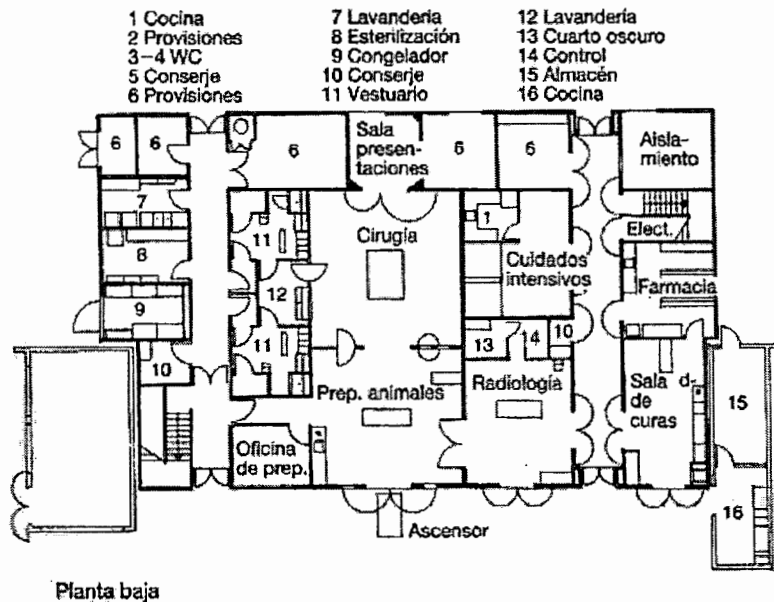 1 Cocina
2 Provisiones
3-4 WC
5 Conserje
6 Provisiones
7 Lavandería
8 Esterilización
9 Congelador
10 Conserje
11 Vestuario
12 Lavandería
13 Cuarto oscuro
14 Control
15 Almacén
16 Cocina
6
6
6
Sala
presen-
taciones
6
6
Aisla-
miento
7
11
Cirugía
1
Elect.
8
12
Cuidados
intensivos
Farmacia
9
11
13
14
10
10
Prep. animales
Radiología
Sala d-
de
curas
15
Oficina
de prep.
16
Ascensor
Planta baja